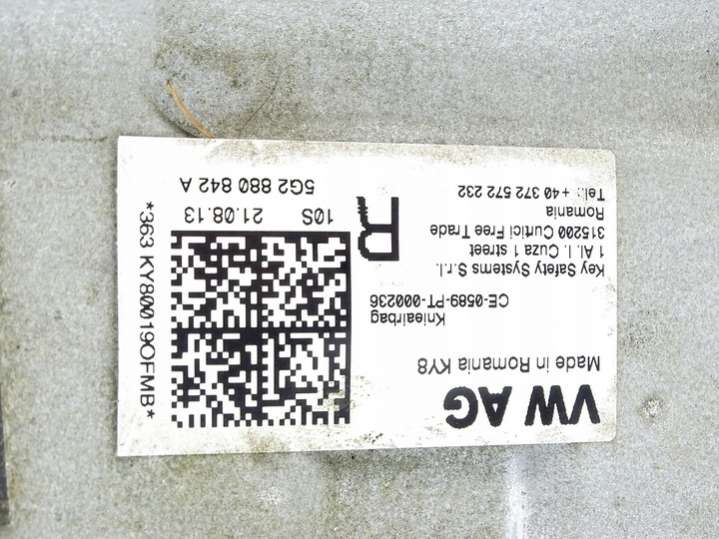 VW AG
Made in Romania KY8
Knieairbag
CE-0589-PT-000236
Key Safety Systems S.r.l.
1 Al. I. Cuza 1 street
315200 Curtici Free Trade
Romania
Tel.: +40 372 572 232
R
10S 21.08.13
5G2 880 842 A
*363 KY80019OFMB*